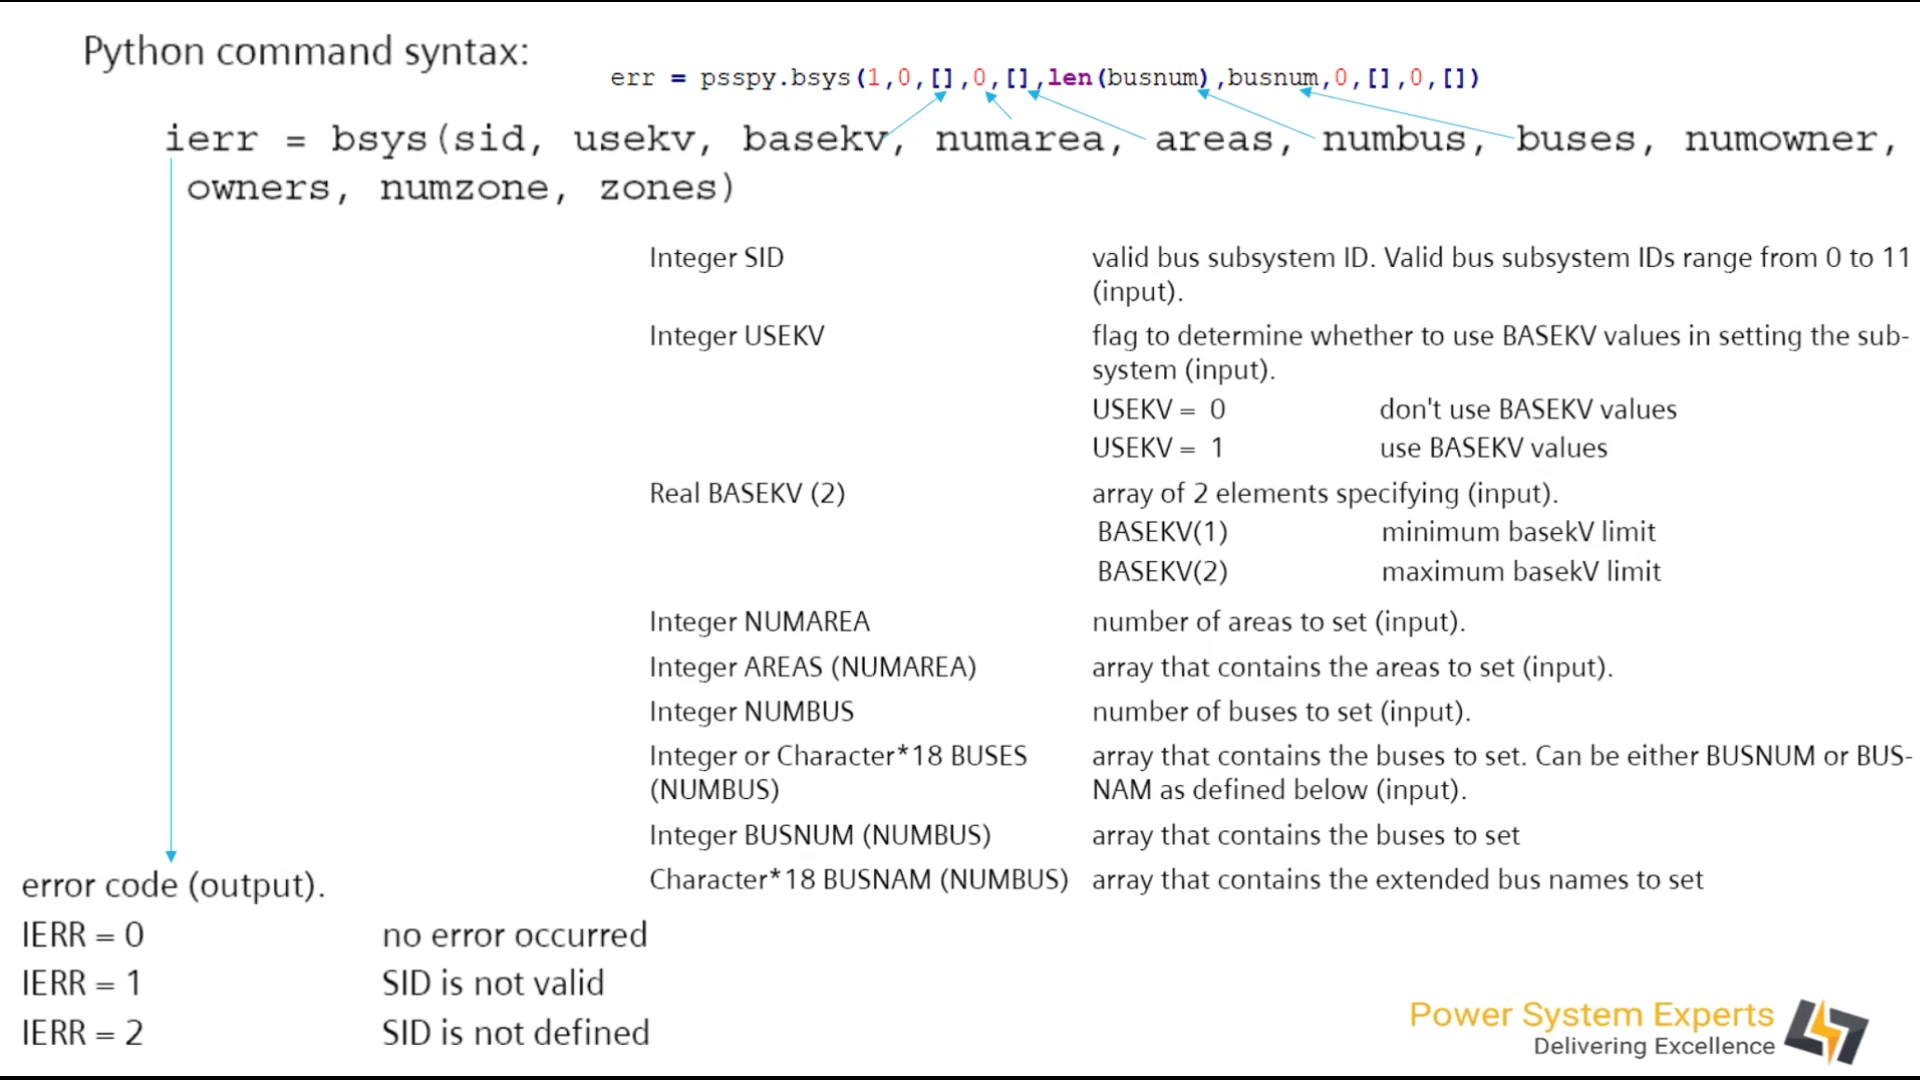 Python command syntax:
err = psspy.bsys(1,0,[],0,[],len(busnum),busnum,0,[],0,[])
ierr = bsys(sid, usekv, basekv, numarea, areas, numbus, buses, numowner,
owners, numzone, zones)
Integer SID valid bus subsystem ID. Valid bus subsystem IDs range from 0 to 11
(input).
Integer USEKV flag to determine whether to use BASEKV values in setting the sub-
system (input).
USEKV = 0 don't use BASEKV values
USEKV = 1 use BASEKV values
Real BASEKV (2) array of 2 elements specifying (input).
BASEKV(1) minimum basekV limit
BASEKV(2) maximum basekV limit
Integer NUMAREA number of areas to set (input).
Integer AREAS (NUMAREA) array that contains the areas to set (input).
Integer NUMBUS number of buses to set (input).
Integer or Character*18 BUSES array that contains the buses to set. Can be either BUSNUM or BUS-
(NUMBUS) NAM as defined below (input).
Integer BUSNUM (NUMBUS) array that contains the buses to set
Character*18 BUSNAM (NUMBUS) array that contains the extended bus names to set
error code (output).
IERR = 0 no error occurred
IERR = 1 SID is not valid
IERR = 2 SID is not defined
Power System Experts
Delivering Excellence